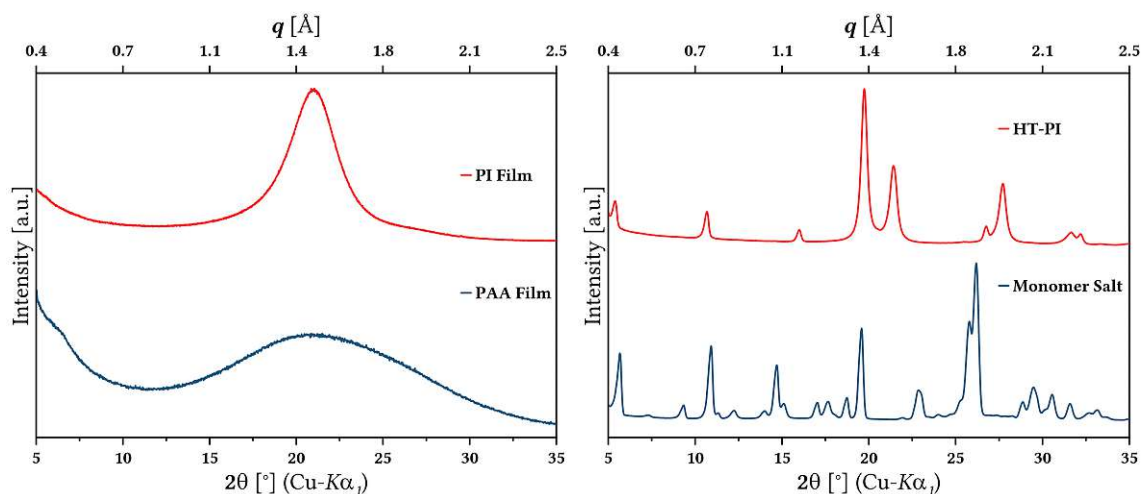 q [Å]
0.4 0.7 1.1 1.4 1.8 2.1 2.5
Intensity [a.u.]
PI Film
PAA Film
5 10 15 20 25 30 35
2θ [°] (Cu-Kα1)
q [Å]
0.4 0.7 1.1 1.4 1.8 2.1 2.5
Intensity [a.u.]
HT-PI
Monomer Salt
5 10 15 20 25 30 35
2θ [°] (Cu-Kα1)